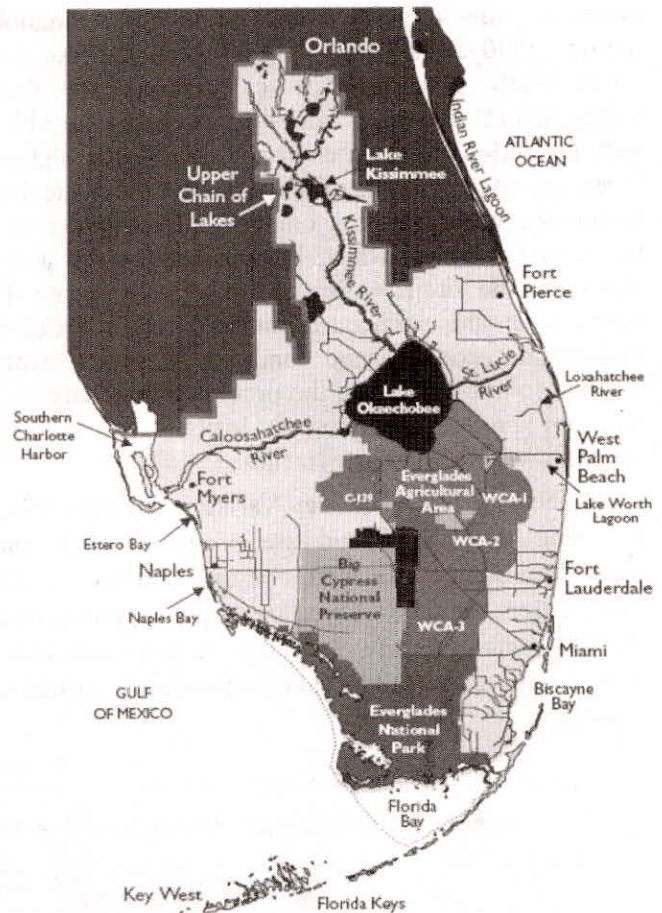 Orlando
Indian River Lagoon
ATLANTIC
OCEAN
Lake
Kissimmee
Upper
Chain of
Lakes
Kissimmee River
Fort
Pierce
St. Lucie
River
Lake
Okeechobee
Loxahatchee
River
Southern
Charlotte
Harbor
Caloosahatchee
River
West
Palm
Beach
Fort
Myers
C-139
Everglades
Agricultural
Area
WCA-1
Lake Worth
Lagoon
Estero Bay
WCA-2
Naples
Big
Cypress
National
Preserve
Fort
Lauderdale
Naples Bay
WCA-3
Miami
GULF
OF MEXICO
Biscayne
Bay
Everglades
National
Park
Florida
Bay
Key West
Florida Keys